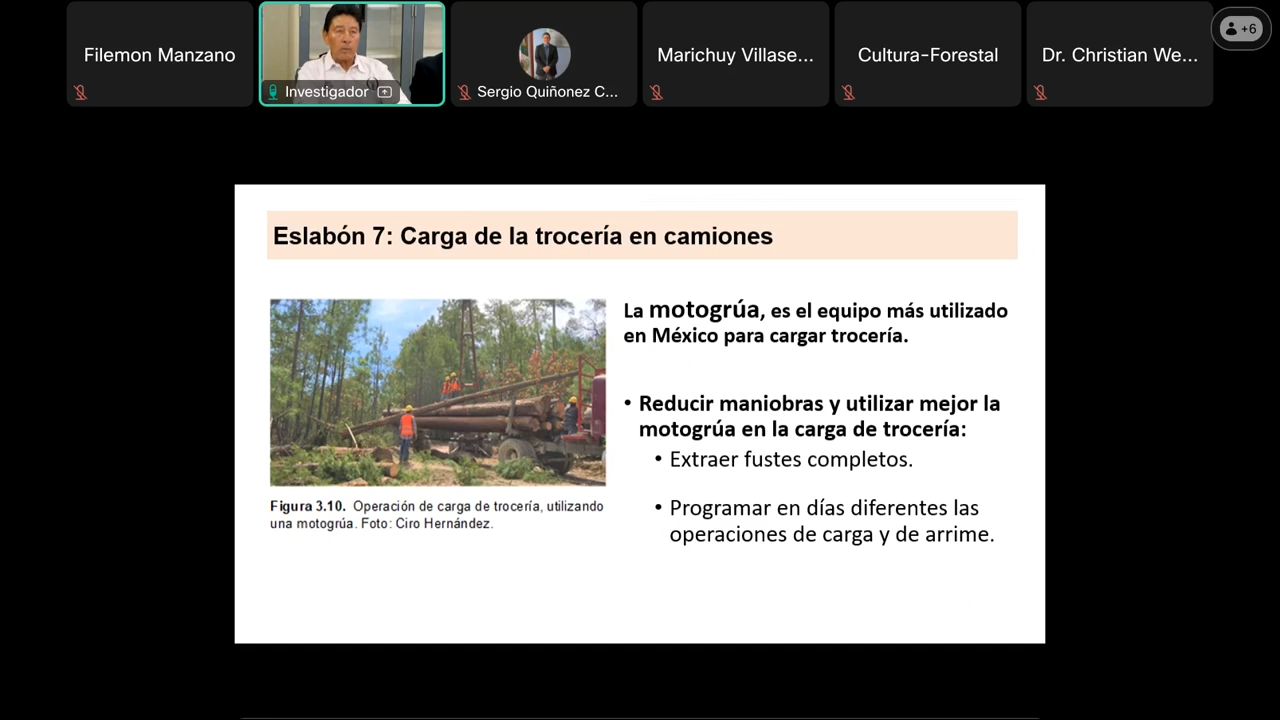 Filemon Manzano
Investigador
Sergio Quiñonez C...
Marichuy Villase...
Cultura-Forestal
Dr. Christian We...
+6
Eslabón 7: Carga de la trocería en camiones
La motogrúa, es el equipo más utilizado
en México para cargar trocería.
• Reducir maniobras y utilizar mejor la
motogrúa en la carga de trocería:
• Extraer fustes completos.
• Programar en días diferentes las
operaciones de carga y de arrime.
Figura 3.10. Operación de carga de trocería, utilizando
una motogrúa. Foto: Ciro Hernández.